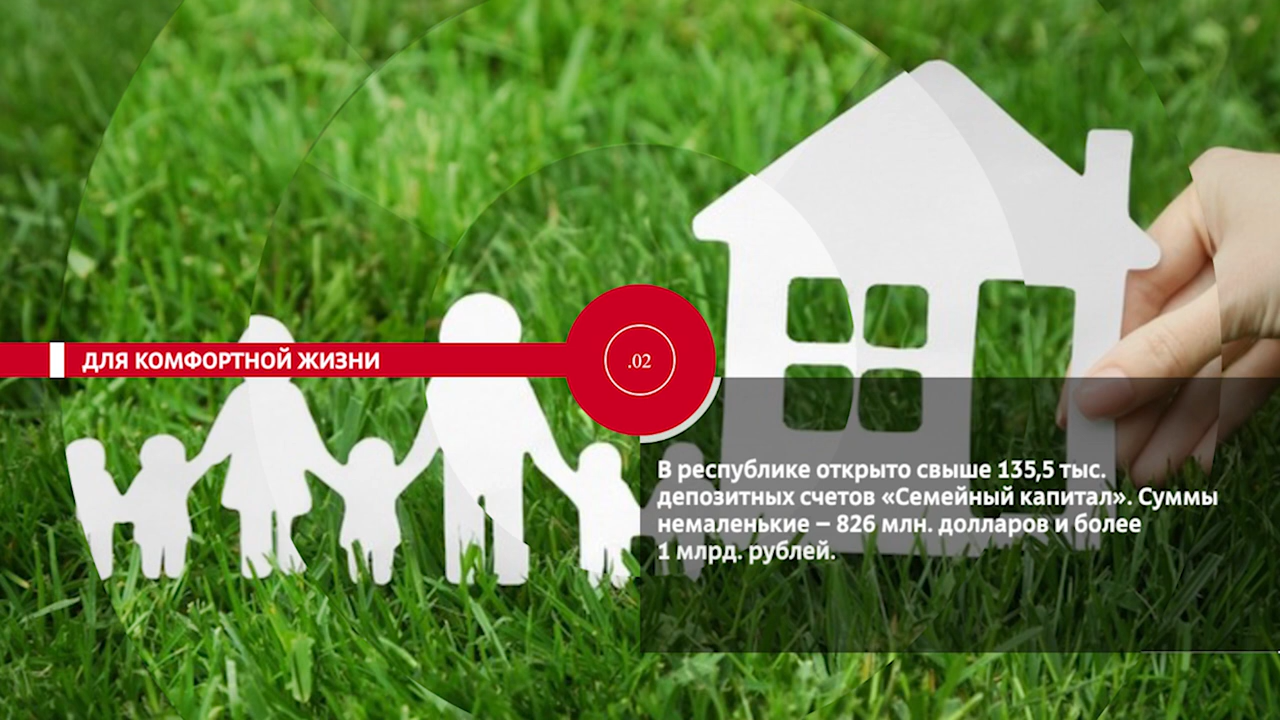 ДЛЯ КОМФОРТНОЙ ЖИЗНИ
.02
В республике открыто свыше 135,5 тыс.
депозитных счетов «Семейный капитал». Суммы
немаленькие – 826 млн. долларов и более
1 млрд. рублей.